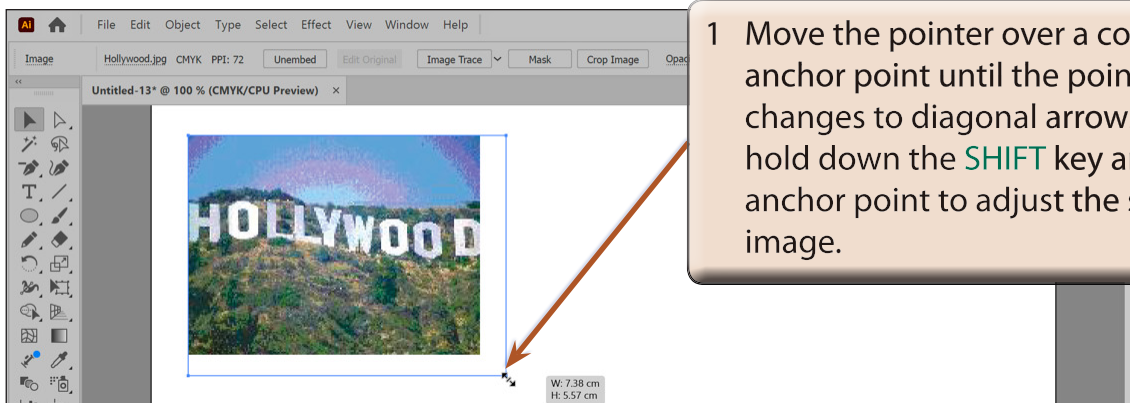 Ai File Edit Object Type Select Effect View Window Help
Image Hollywood.jpg CMYK PPI: 72 Unembed Edit Original Image Trace Mask Crop Image
Untitled-13* @ 100 % (CMYK/CPU Preview) ×
HOLLYWOOD
W: 7.38 cm
H: 5.57 cm
1 Move the pointer over a
anchor point until the
changes to diagonal arrow
hold down the SHIFT key
anchor point to adjust the
image.